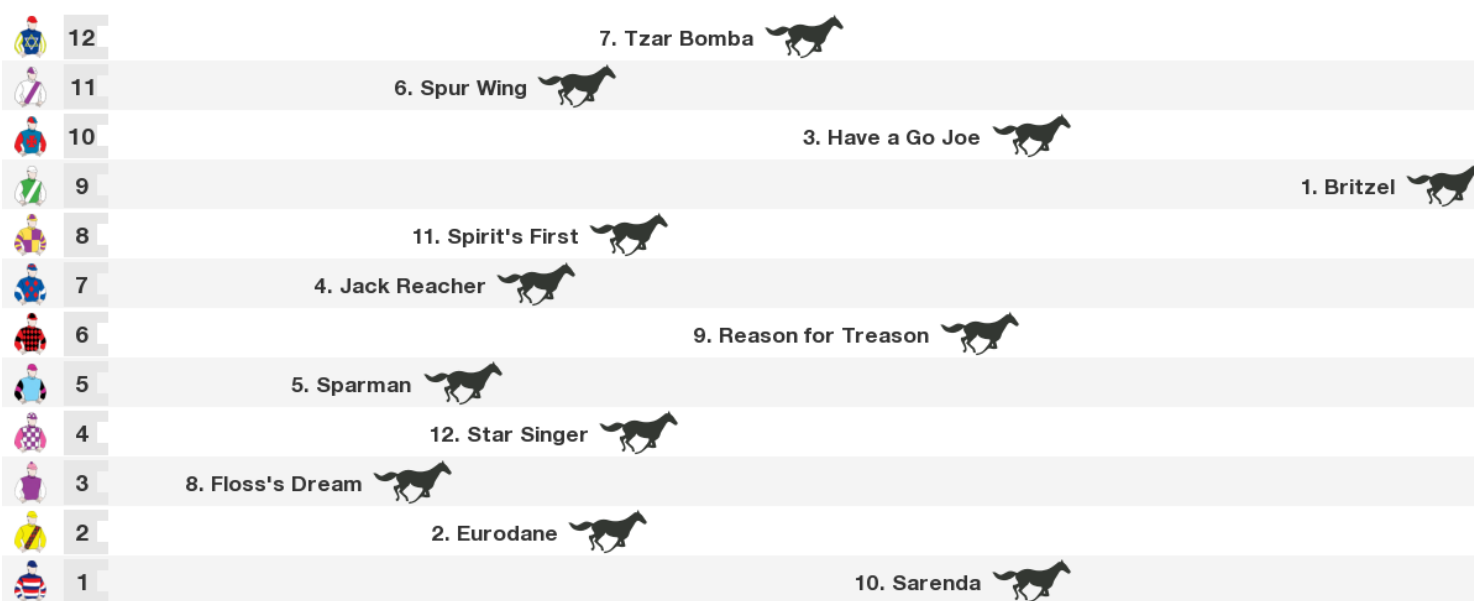 12 7. Tzar Bomba
11 6. Spur Wing
10 3. Have a Go Joe
9 1. Britzel
8 11. Spirit's First
7 4. Jack Reacher
6 9. Reason for Treason
5 5. Sparman
4 12. Star Singer
3 8. Floss's Dream
2 2. Eurodane
1 10. Sarenda